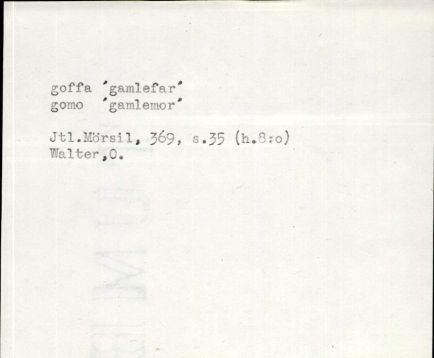 goffa 'gamlefar'
gomo 'gamlemor'
Jtl.Mörsil, 369, s.35 (h.8:o)
Walter,O.